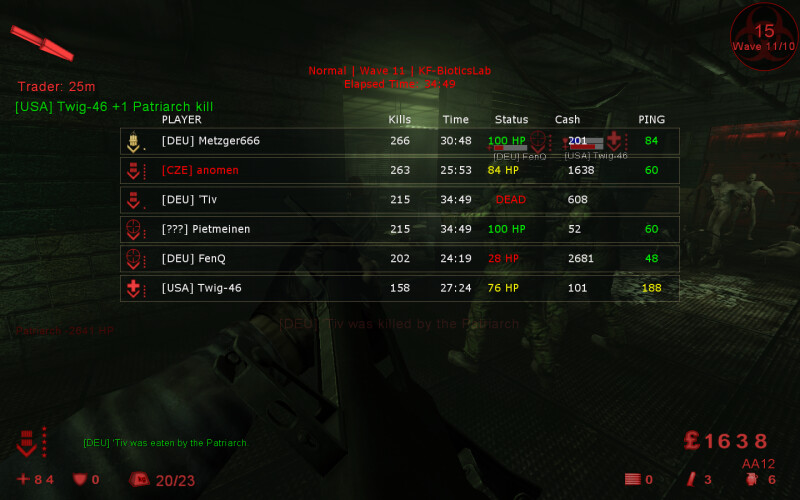 15
Wave 11/10
Normal | Wave 11 | KF-BioticsLab
Elapsed Time: 34:49
Trader: 25m
[USA] Twig-46 +1 Patriarch kill
PLAYER Kills Time Status Cash PING
[DEU] Metzger666 266 30:48 100 HP 201 84
[DEU] FenQ [USA] Twig-46
[CZE] anomen 263 25:53 84 HP 1638 60
[DEU] 'Tiv 215 34:49 DEAD 608
[???] Pietmeinen 215 34:49 100 HP 52 60
[DEU] FenQ 202 24:19 28 HP 2681 48
[USA] Twig-46 158 27:24 76 HP 101 188
[DEU] 'Tiv was killed by the Patriarch
[DEU] 'Tiv was eaten by the Patriarch
£1638
AA12
84 0 20/23 0 3 6